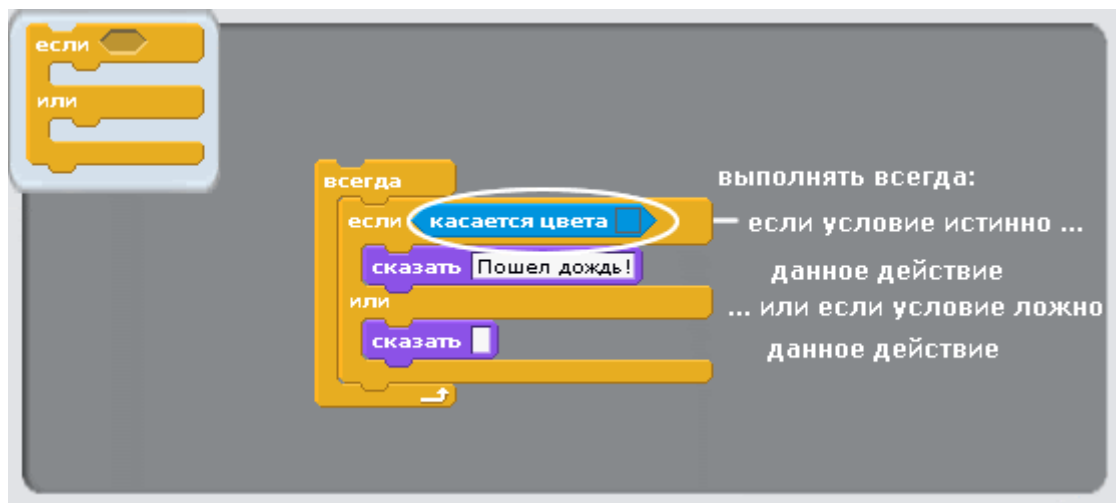 если
или
всегда
выполнять всегда:
если касается цвета
если условие истинно ...
сказать Пошел дождь!
данное действие
или
... или если условие ложно
сказать
данное действие